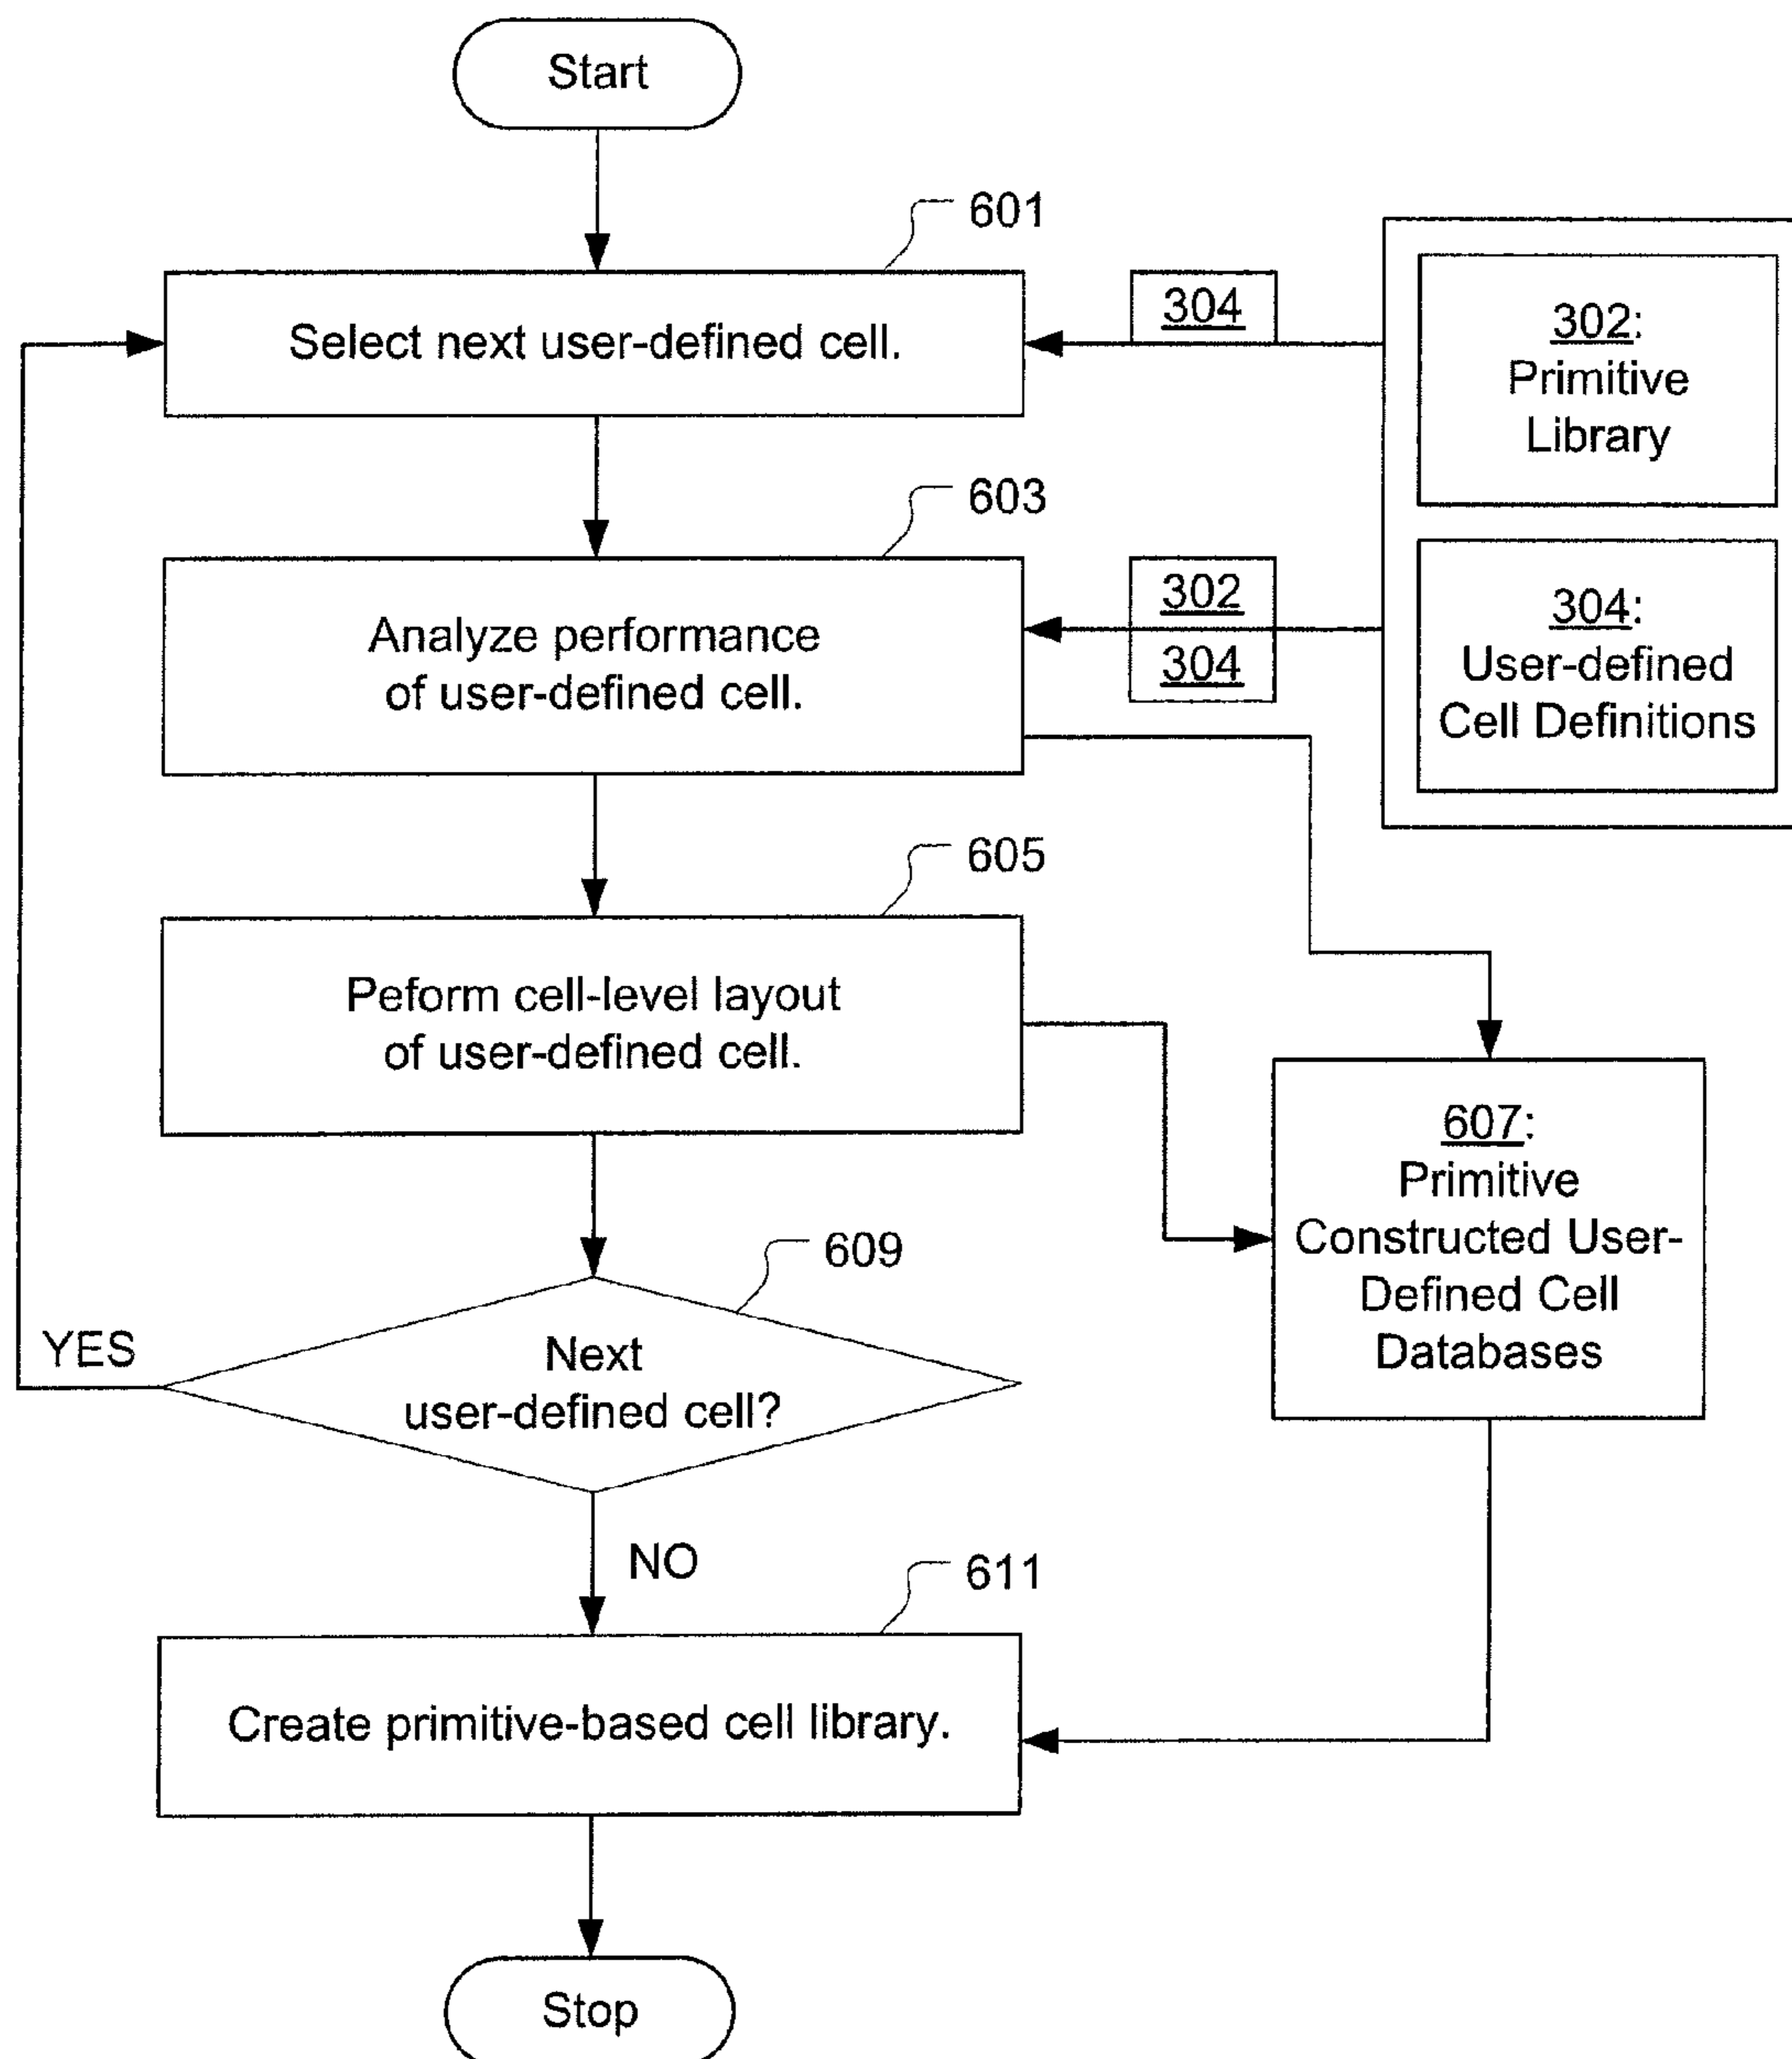 Start
601
Select next user-defined cell.
304
302:
Primitive
Library
603
Analyze performance
of user-defined cell.
302
304
304:
User-defined
Cell Definitions
605
Peform cell-level layout
of user-defined cell.
607:
Primitive
Constructed User-
Defined Cell
Databases
609
Next
user-defined cell?
YES
NO
611
Create primitive-based cell library.
Stop